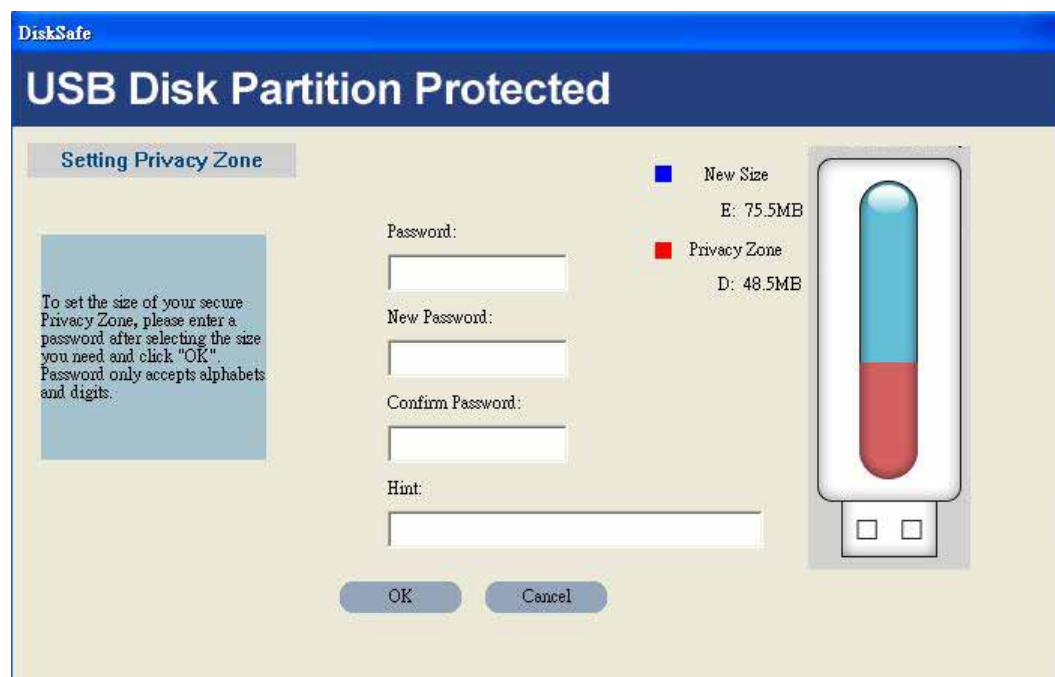 DiskSafe
USB Disk Partition Protected
Setting Privacy Zone
New Size
E: 75.5MB
Password:
Privacy Zone
D: 48.5MB
To set the size of your secure
Privacy Zone, please enter a
password after selecting the size
you need and click "OK".
Password only accepts alphabets
and digits.
New Password:
Confirm Password:
Hint:
OK
Cancel